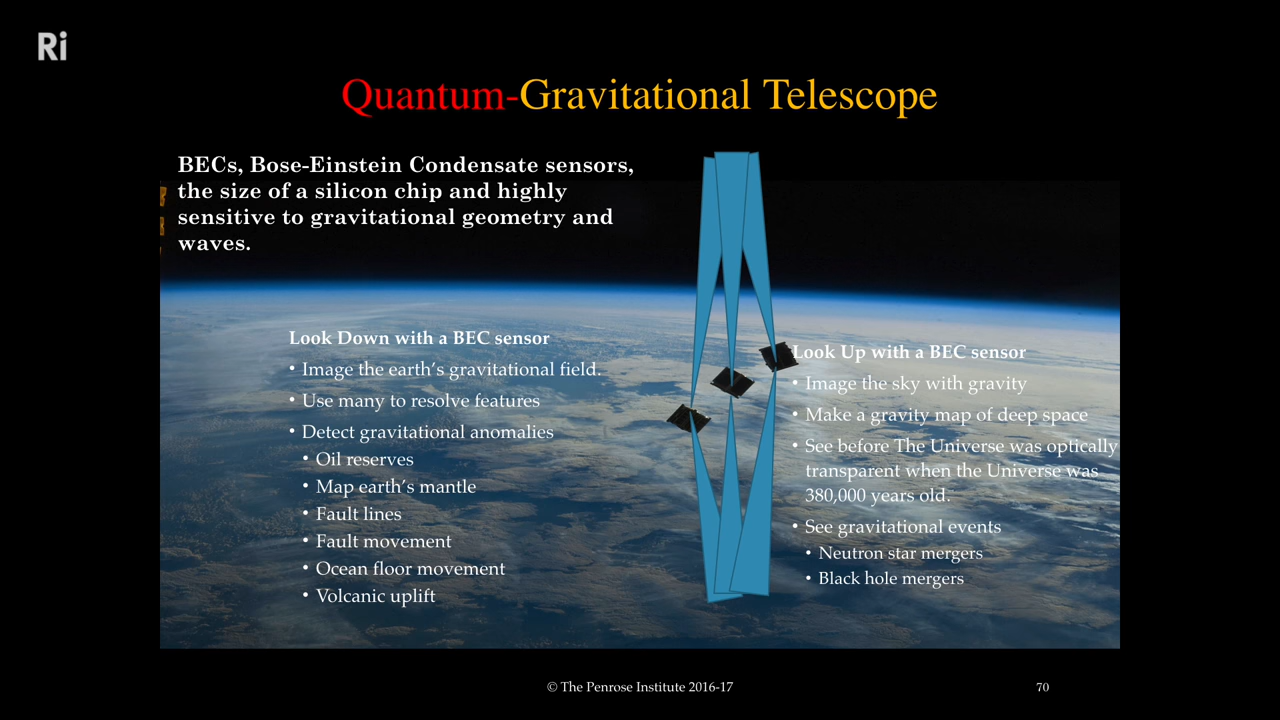 Ri
Quantum-Gravitational Telescope
BECs, Bose-Einstein Condensate sensors,
the size of a silicon chip and highly
sensitive to gravitational geometry and
waves.
Look Down with a BEC sensor
• Image the earth’s gravitational field.
• Use many to resolve features
• Detect gravitational anomalies
• Oil reserves
• Map earth’s mantle
• Fault lines
• Fault movement
• Ocean floor movement
• Volcanic uplift
Look Up with a BEC sensor
• Image the sky with gravity
• Make a gravity map of deep space
• See before The Universe was optically
transparent when the Universe was
380,000 years old.
• See gravitational events
• Neutron star mergers
• Black hole mergers
© The Penrose Institute 2016-17
70